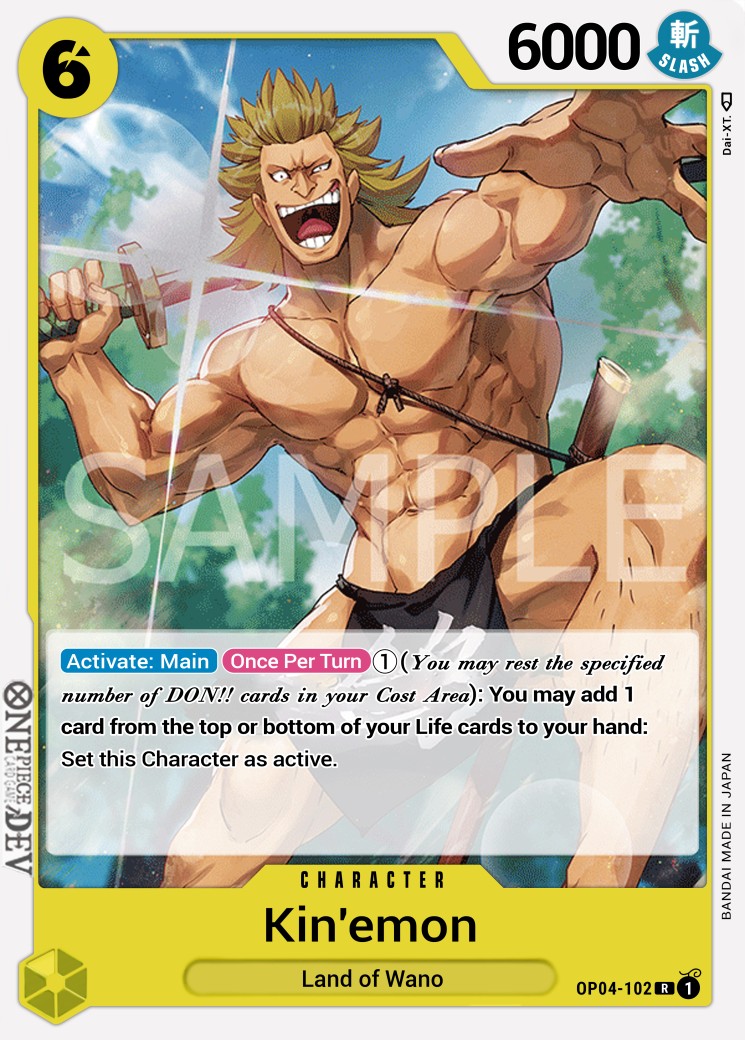 6
6000
斬
SLASH
Dai-XT.
SAMPLE
Activate: Main Once Per Turn ① (You may rest the specified
number of DON!! cards in your Cost Area): You may add 1
card from the top or bottom of your Life cards to your hand:
Set this Character as active.
ONE PIECE
CARD GAME
DEV
BANDAI MADE IN JAPAN
CHARACTER
Kin'emon
Land of Wano
OP04-102 R 1